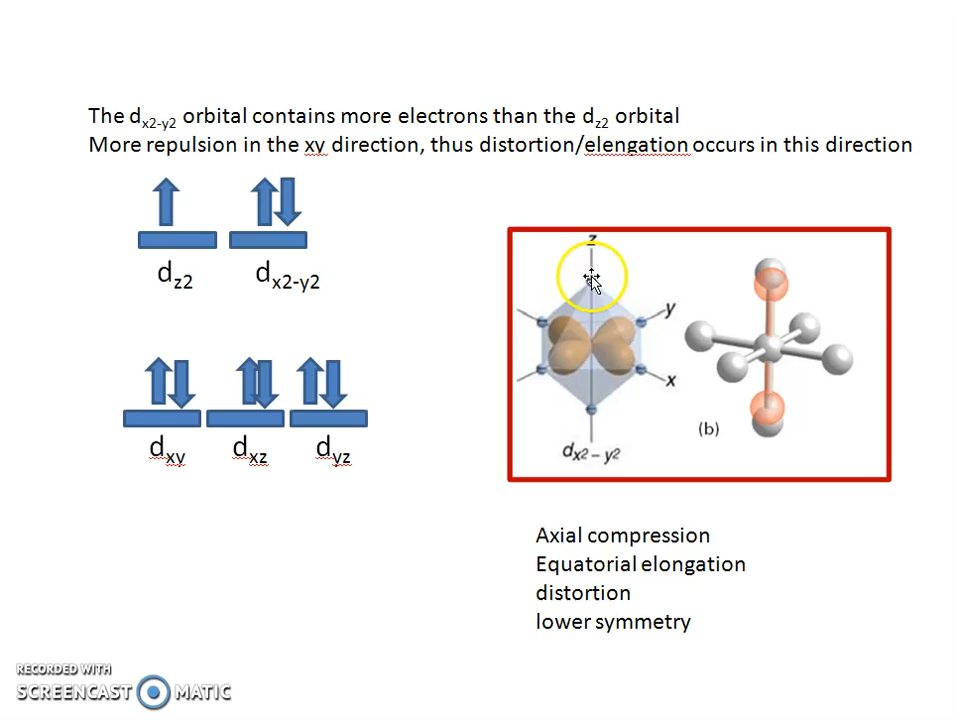 The dx2-y2 orbital contains more electrons than the dz2 orbital
More repulsion in the xy direction, thus distortion/elengation occurs in this direction
dz2
dx2-y2
dxy
dxz
dyz
z
y
x
(b)
dx2 – y2
Axial compression
Equatorial elongation
distortion
lower symmetry
RECORDED WITH
SCREENCAST MATIC